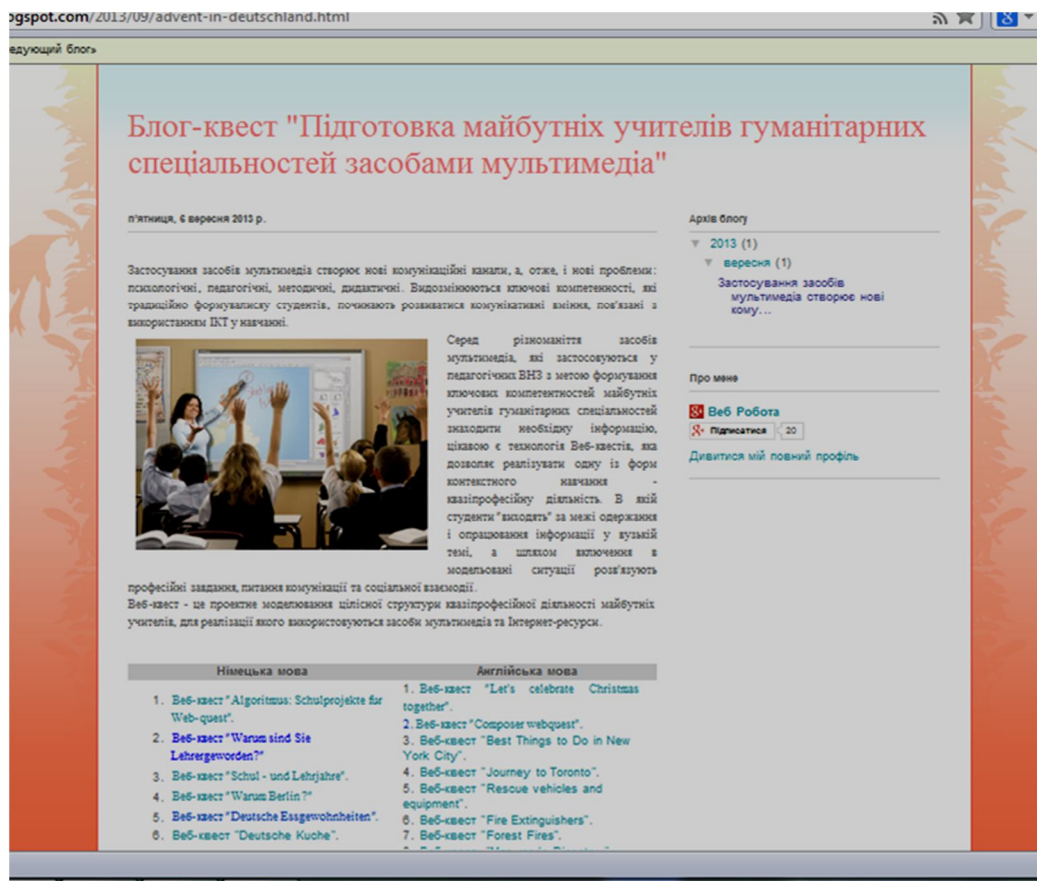 ogspot.com/2013/09/advent-in-deutschland.html
едующий блог»
Блог-квест "Підготовка майбутніх учителів гуманітарних
спеціальностей засобами мультимедіа"
п'ятниця, 6 вересня 2013 р.
Застосування засобів мультимедіа створює нові комунікаційні канали, а, отже, і нові проблеми:
психологічні, педагогічні, методичні, дидактичні. Видозмінюються ключові компетентності, які
традиційно формувалисяу студентів, починають розвиватися комунікативні вміння, пов'язані з
використанням ІКТ у навчанні.
Серед різноманіття засобів
мультимедіа, які застосовуються у
педагогічних ВНЗ з метою формування
ключових компетентностей майбутніх
учителів гуманітарних спеціальностей
знаходити необхідну інформацію,
цікавою є технологія Веб-квестів, яка
дозволяє реалізувати одну із форм
контекстного навчання -
квазіпрофесійну діяльність. В якій
студенти "виходять" за межі одержання
і опрацювання інформації у вузькій
темі, а шляхом включення в
модельовані ситуації розв'язують
професійні завдання, питання комунікації та соціальної взаємодії.
Веб-квест - це проектне моделювання цілісної структури квазіпрофесійної діяльності майбутніх
учителів, для реалізації якого використовуються засоби мультимедіа та Інтернет-ресурси.
Німецька мова
1. Веб-квест "Algoritmus: Schulprojekte fur
Web-quest".
2. Веб-квест "Warum sind Sie
Lehrergeworden?"
3. Веб-квест "Schul - und Lehrjahre".
4. Веб-квест "Warum Berlin?"
5. Веб-квест "Deutsche Essgewohnheiten".
6. Веб-квест "Deutsche Kuche".
Англійська мова
1. Веб-квест "Let's celebrate Christmas
together".
2. Веб-квест "Composer webquest".
3. Веб-квест "Best Things to Do in New
York City".
4. Веб-квест "Journey to Toronto".
5. Веб-квест "Rescue vehicles and
equipment".
6. Веб-квест "Fire Extinguishers".
7. Веб-квест "Forest Fires".
Архів блогу
▼ 2013 (1)
▼ вересня (1)
Застосування засобів
мультимедіа створює нові
кому...
Про мене
Веб Робота
Підписатися 20
Дивитися мій повний профіль